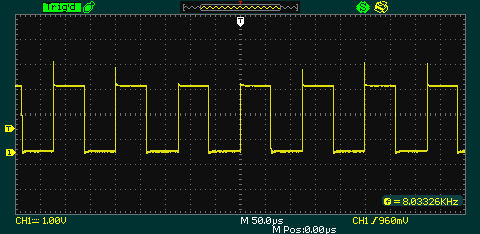 Trig'd
T
T
1
f = 8.03326KHz
CH1 1.00V M 50.0µs CH1 / 960mV
M Pos:0.00µs